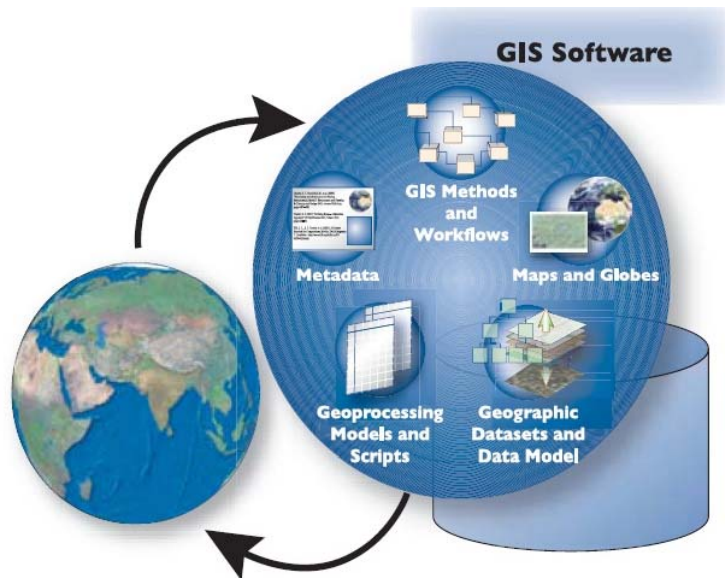 GIS Software
GIS Methods
and
Workflows
Metadata
Maps and Globes
Geoprocessing
Models and
Scripts
Geographic
Datasets and
Data Model